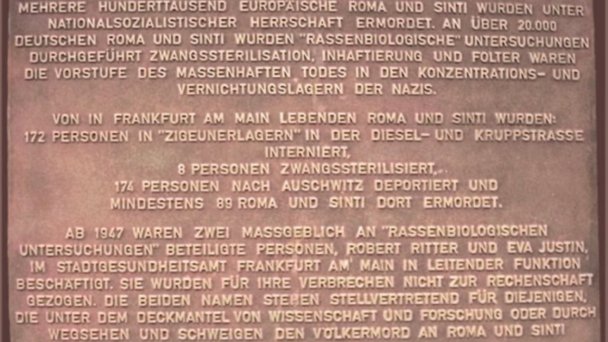 MEHRERE HUNDERTTAUSEND EUROPÄISCHE ROMA UND SINTI WURDEN UNTER
NATIONALSOZIALISTISCHER HERRSCHAFT ERMORDET. AN ÜBER 20.000
DEUTSCHEN ROMA UND SINTI WURDEN "RASSENBIOLOGISCHE" UNTERSUCHUNGEN
DURCHGEFÜHRT ZWANGSSTERILISATION, INHAFTIERUNG UND FOLTER WAREN
DIE VORSTUFE DES MASSENHAFTEN TODES IN DEN KONZENTRATIONS- UND
VERNICHTUNGSLAGERN DER NAZIS.
VON IN FRANKFURT AM MAIN LEBENDEN ROMA UND SINTI WURDEN:
172 PERSONEN IN "ZIGEUNERLAGERN" IN DER DIESEL- UND KRUPPSTRASSE
INTERNIERT,
8 PERSONEN ZWANGSSTERILISIERT,
174 PERSONEN NACH AUSCHWITZ DEPORTIERT UND
MINDESTENS 89 ROMA UND SINTI DORT ERMORDET.
AB 1947 WAREN ZWEI MASSGEBLICH AN "RASSENBIOLOGISCHEN
UNTERSUCHUNGEN" BETEILIGTE PERSONEN, ROBERT RITTER UND EVA JUSTIN,
IM STADTGESUNDHEITSAMT FRANKFURT AM MAIN IN LEITENDER FUNKTION
BESCHÄFTIGT. SIE WURDEN FÜR IHRE VERBRECHEN NICHT ZUR RECHENSCHAFT
GEZOGEN. DIE BEIDEN NAMEN STEHEN STELLVERTRETEND FÜR DIEJENIGEN,
DIE UNTER DEM DECKMANTEL VON WISSENSCHAFT UND FORSCHUNG ODER DURCH
WEGSEHEN UND SCHWEIGEN DEN VÖLKERMORD AN ROMA UND SINTI